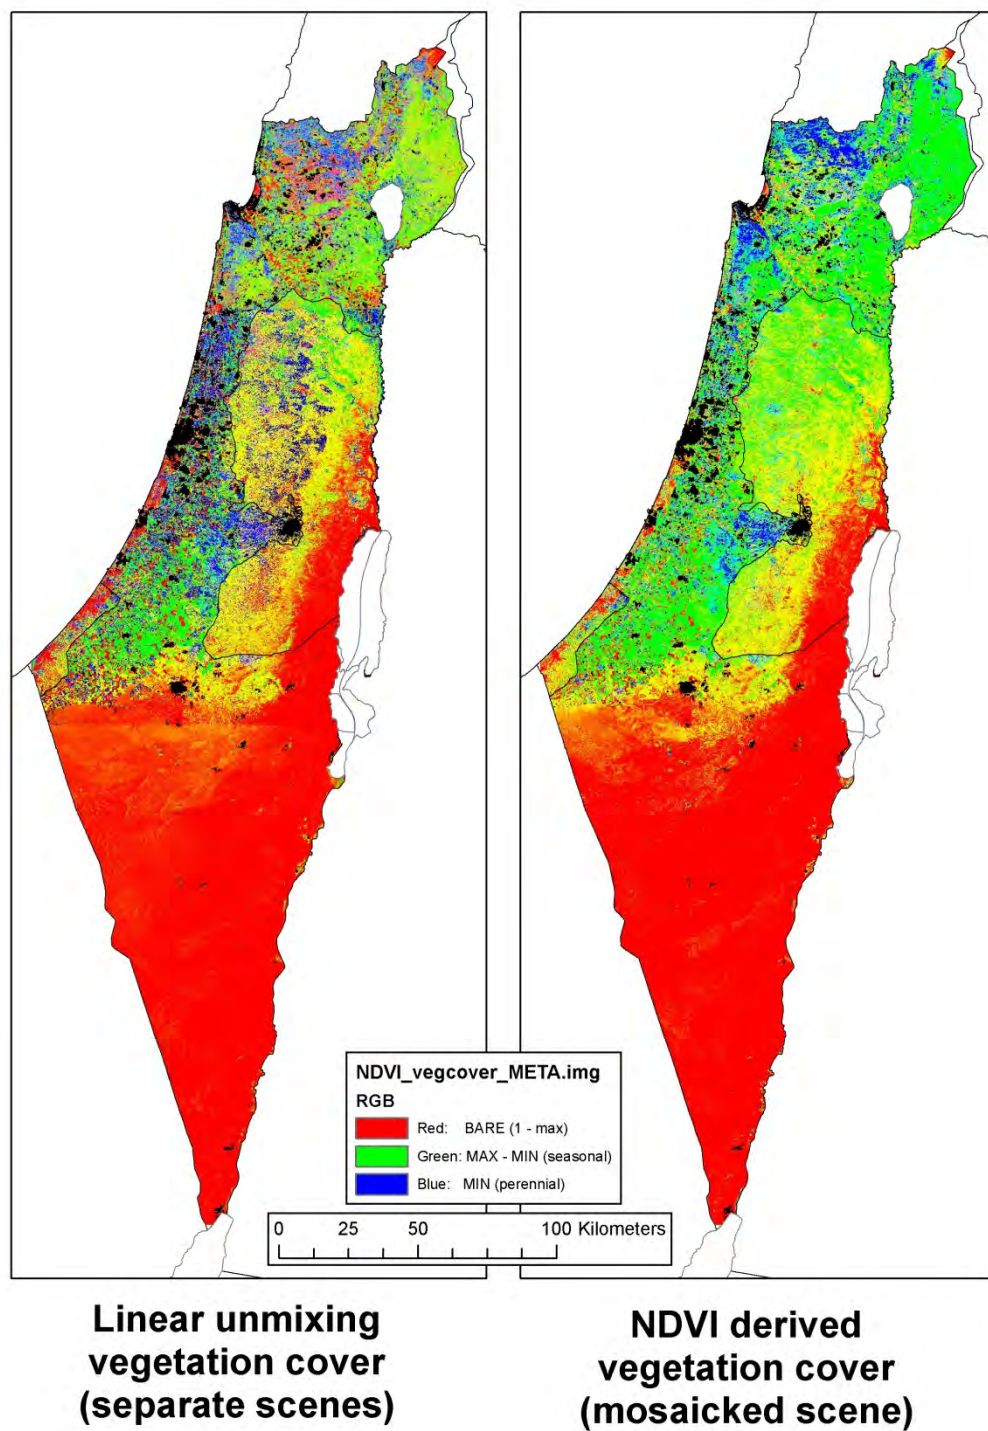 NDVI_vegcover_META.img
RGB
Red: BARE (1 - max)
Green: MAX - MIN (seasonal)
Blue: MIN (perennial)
0 25 50 100 Kilometers
Linear unmixing
vegetation cover
(separate scenes)
NDVI derived
vegetation cover
(mosaicked scene)